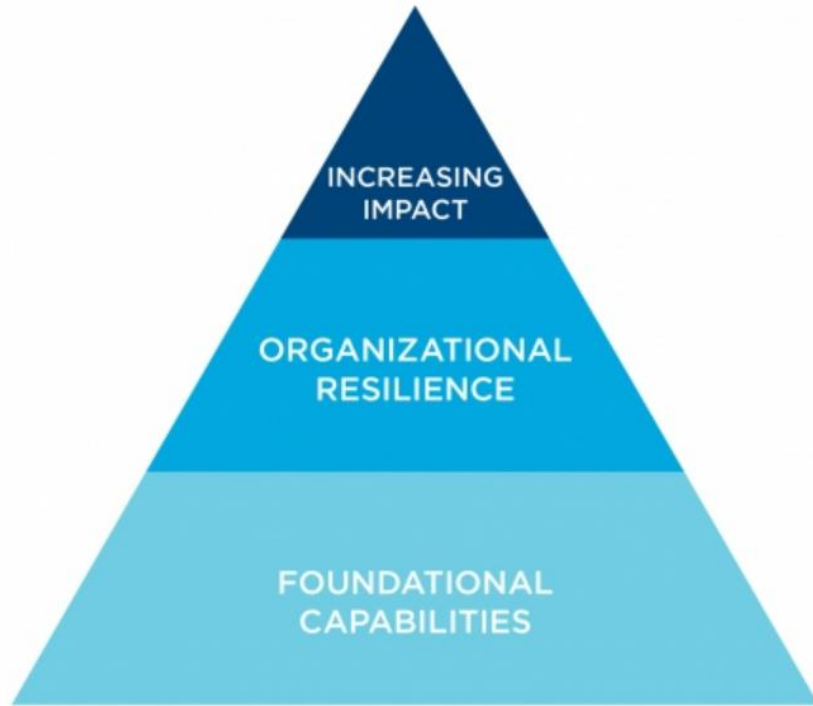 INCREASING
IMPACT
ORGANIZATIONAL
RESILIENCE
FOUNDATIONAL
CAPABILITIES